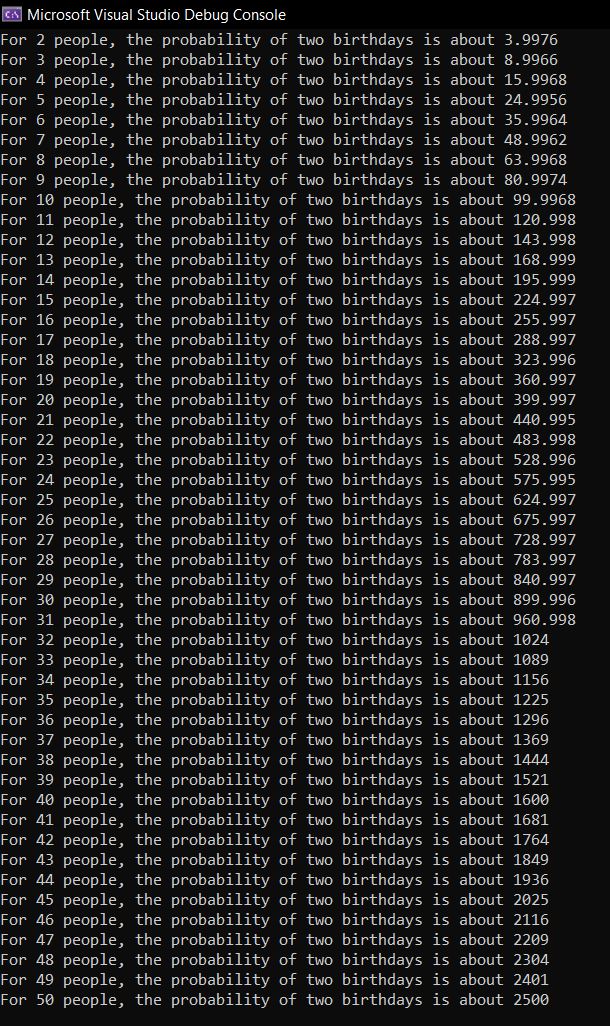 Microsoft Visual Studio Debug Console
For 2 people, the probability of two birthdays is about 3.9976
For 3 people, the probability of two birthdays is about 8.9966
For 4 people, the probability of two birthdays is about 15.9968
For 5 people, the probability of two birthdays is about 24.9956
For 6 people, the probability of two birthdays is about 35.9964
For 7 people, the probability of two birthdays is about 48.9962
For 8 people, the probability of two birthdays is about 63.9968
For 9 people, the probability of two birthdays is about 80.9974
For 10 people, the probability of two birthdays is about 99.9968
For 11 people, the probability of two birthdays is about 120.998
For 12 people, the probability of two birthdays is about 143.998
For 13 people, the probability of two birthdays is about 168.999
For 14 people, the probability of two birthdays is about 195.999
For 15 people, the probability of two birthdays is about 224.997
For 16 people, the probability of two birthdays is about 255.997
For 17 people, the probability of two birthdays is about 288.997
For 18 people, the probability of two birthdays is about 323.996
For 19 people, the probability of two birthdays is about 360.997
For 20 people, the probability of two birthdays is about 399.997
For 21 people, the probability of two birthdays is about 440.995
For 22 people, the probability of two birthdays is about 483.998
For 23 people, the probability of two birthdays is about 528.996
For 24 people, the probability of two birthdays is about 575.995
For 25 people, the probability of two birthdays is about 624.997
For 26 people, the probability of two birthdays is about 675.997
For 27 people, the probability of two birthdays is about 728.997
For 28 people, the probability of two birthdays is about 783.997
For 29 people, the probability of two birthdays is about 840.997
For 30 people, the probability of two birthdays is about 899.996
For 31 people, the probability of two birthdays is about 960.998
For 32 people, the probability of two birthdays is about 1024
For 33 people, the probability of two birthdays is about 1089
For 34 people, the probability of two birthdays is about 1156
For 35 people, the probability of two birthdays is about 1225
For 36 people, the probability of two birthdays is about 1296
For 37 people, the probability of two birthdays is about 1369
For 38 people, the probability of two birthdays is about 1444
For 39 people, the probability of two birthdays is about 1521
For 40 people, the probability of two birthdays is about 1600
For 41 people, the probability of two birthdays is about 1681
For 42 people, the probability of two birthdays is about 1764
For 43 people, the probability of two birthdays is about 1849
For 44 people, the probability of two birthdays is about 1936
For 45 people, the probability of two birthdays is about 2025
For 46 people, the probability of two birthdays is about 2116
For 47 people, the probability of two birthdays is about 2209
For 48 people, the probability of two birthdays is about 2304
For 49 people, the probability of two birthdays is about 2401
For 50 people, the probability of two birthdays is about 2500